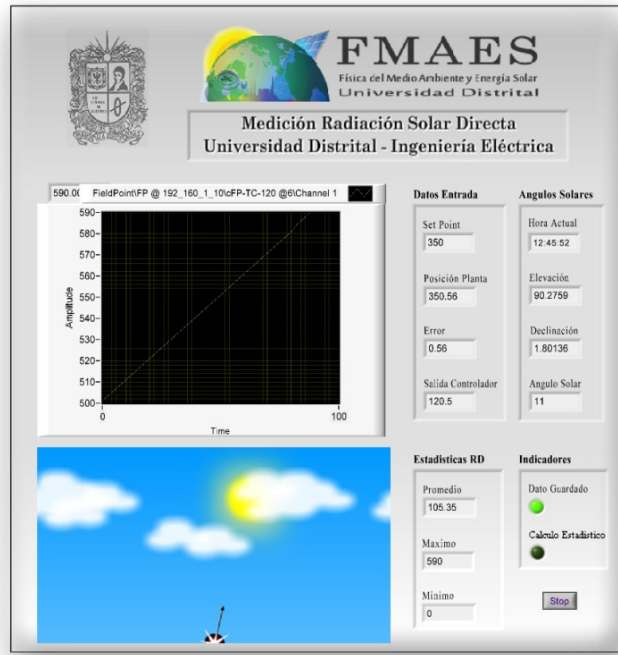 FMAES
Física del Medio Ambiente y Energía Solar
Universidad Distrital
Medición Radiación Solar Directa
Universidad Distrital - Ingeniería Eléctrica
590.00 FieldPoint\FP @ 192_160_1_10\cFP-TC-120 @6\Channel 1
590-
580-
570-
560-
550-
540-
530-
520-
510-
500-
Amplitude
0
100
Time
Datos Entrada
Set Point
350
Posición Planta
350.56
Error
0.56
Salida Controlador
120.5
Angulos Solares
Hora Actual
12:45:52
Elevación
90.2759
Declinación
1.80136
Angulo Solar
11
Estadisticas RD
Promedio
105.35
Maximo
590
Minimo
0
Indicadores
Dato Guardado
Calculo Estadistico
Stop